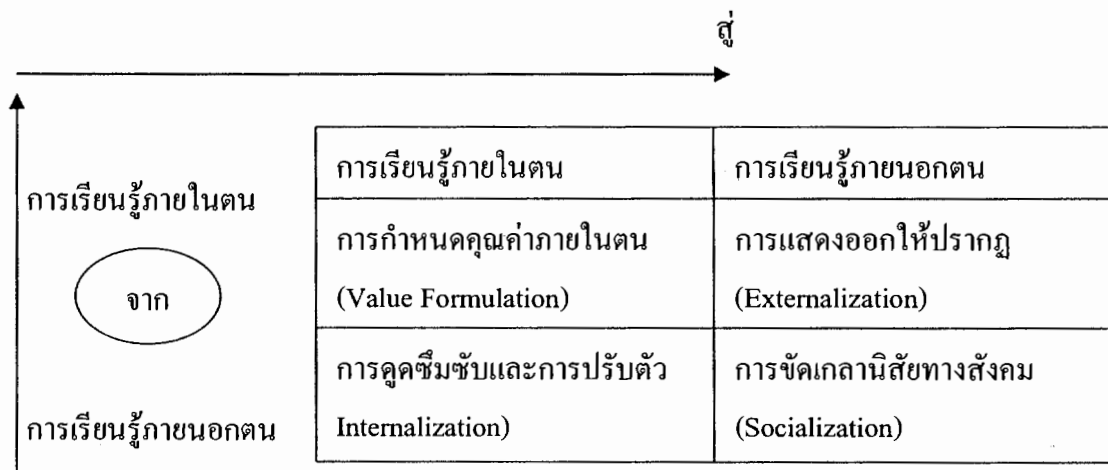 สู่
การเรียนรู้ภายในตน
การเรียนรู้ภายนอกตน
การเรียนรู้ภายในตน
การกำหนดคุณค่าภายในตน
(Value Formulation)
การแสดงออกให้ปรากฏ
(Externalization)
จาก
การดูดซึมซับและการปรับตัว
Internalization)
การขัดเกลานิสัยทางสังคม
(Socialization)
การเรียนรู้ภายนอกตน